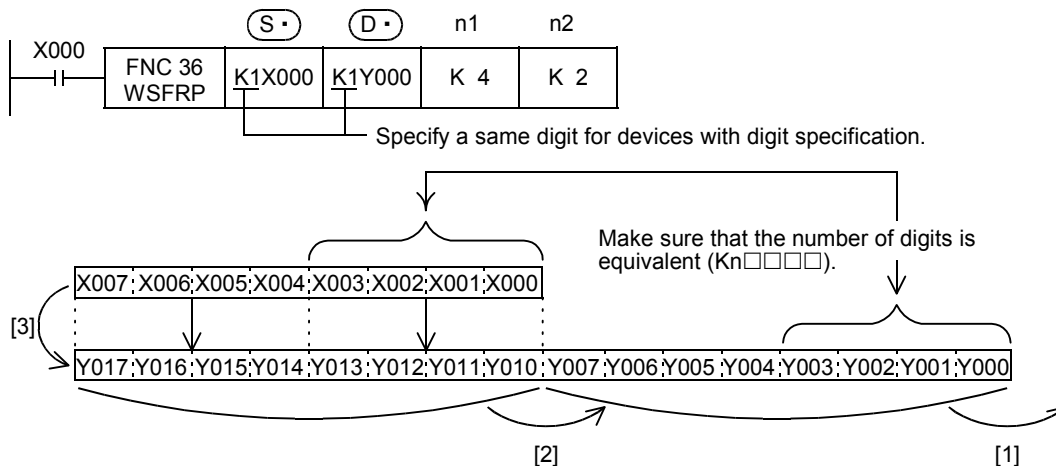 S・ D・ n1 n2
X000
FNC 36 WSFRP K1X000 K1Y000 K 4 K 2
Specify a same digit for devices with digit specification.
Make sure that the number of digits is
equivalent (Kn□□□□).
X007 X006 X005 X004 X003 X002 X001 X000
[3]
Y017 Y016 Y015 Y014 Y013 Y012 Y011 Y010 Y007 Y006 Y005 Y004 Y003 Y002 Y001 Y000
[2] [1]